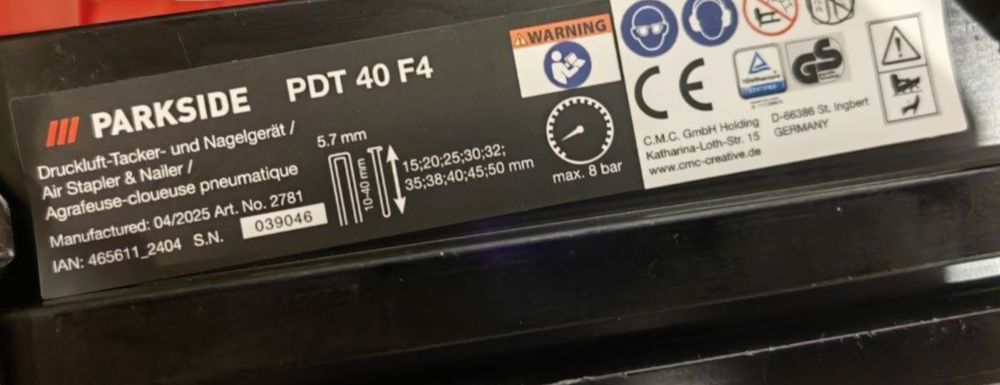 PARKSIDE PDT 40 F4
Druckluft-Tacker- und Nagelgerät /
Air Stapler & Nailer /
Agrafeuse-cloueuse pneumatique
Manufactured: 04/2025 Art. No. 2781
IAN: 465611_2404 S.N. 039046
5.7 mm
10-40 mm
15;20;25;30;32;
35;38;40;45;50 mm
WARNING
max. 8 bar
CE
GS
C.M.C. GmbH Holding
Katharina-Loth-Str. 15
www.cmc-creative.de
D-66386 St. Ingbert
GERMANY